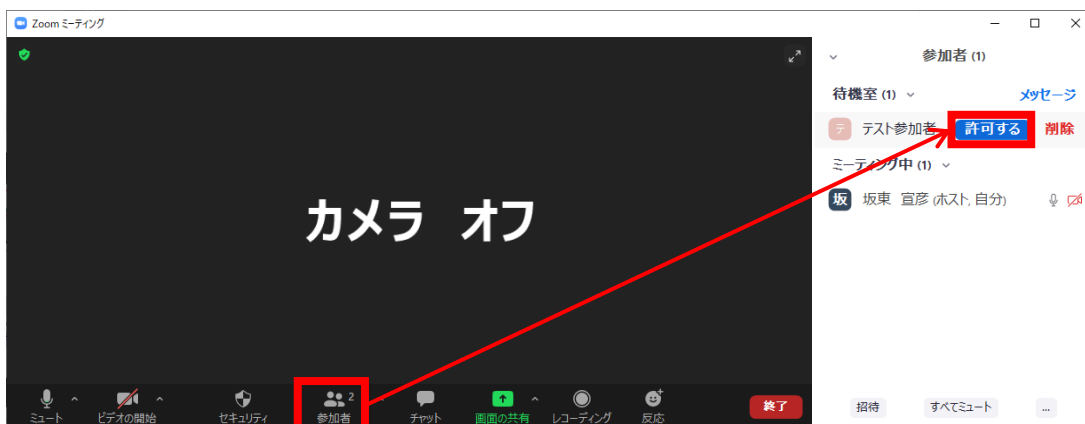 Zoom ミーティング
参加者 (1)
待機室 (1)
メッセージ
テ テスト参加者 許可する 削除
ミーティング中 (1)
坂 坂東 宣彦 (ホスト, 自分)
カメラ オフ
ミュート ビデオの開始 セキュリティ 参加者 2 チャット 画面の共有 レコーディング 反応 終了
招待 すべてミュート ...